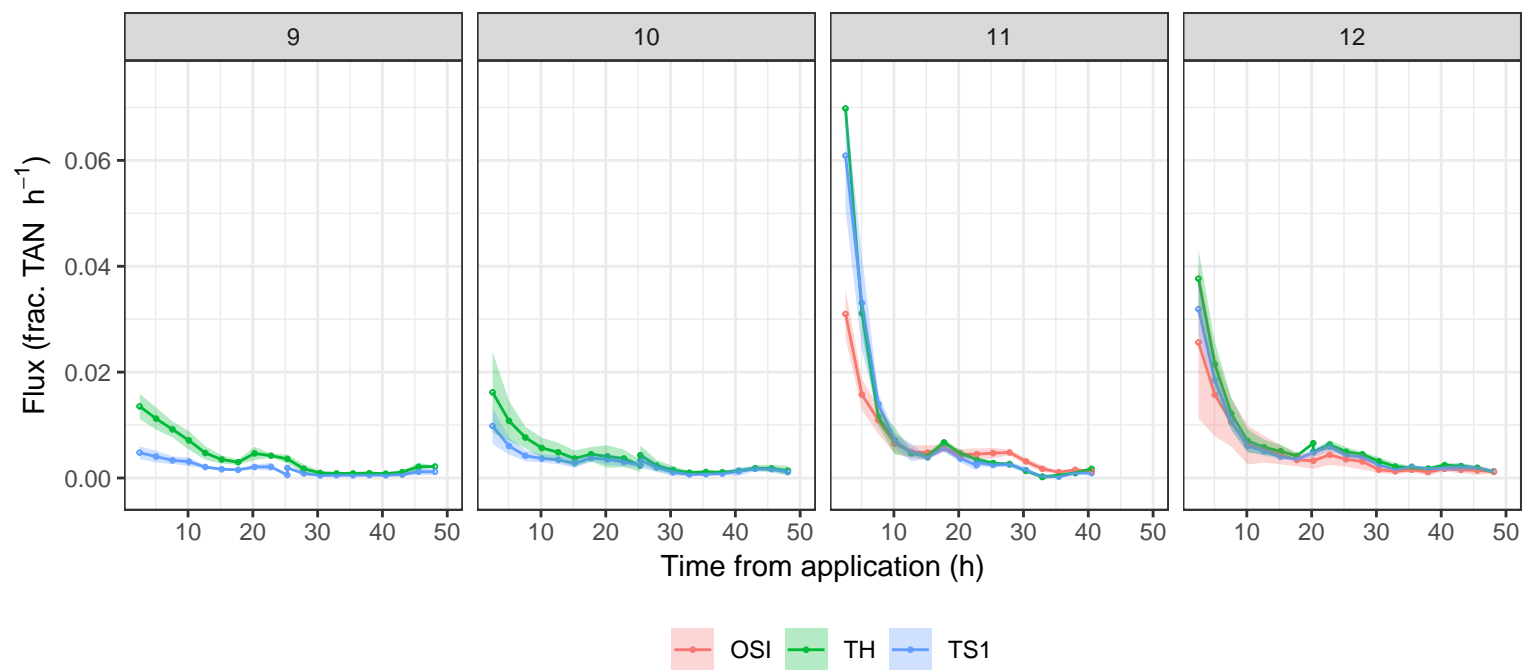 9 10 11 12
Flux (frac. TAN h⁻¹)
0.06
0.04
0.02
0.00
10 20 30 40 50 10 20 30 40 50 10 20 30 40 50 10 20 30 40 50
Time from application (h)
OSI TH TS1